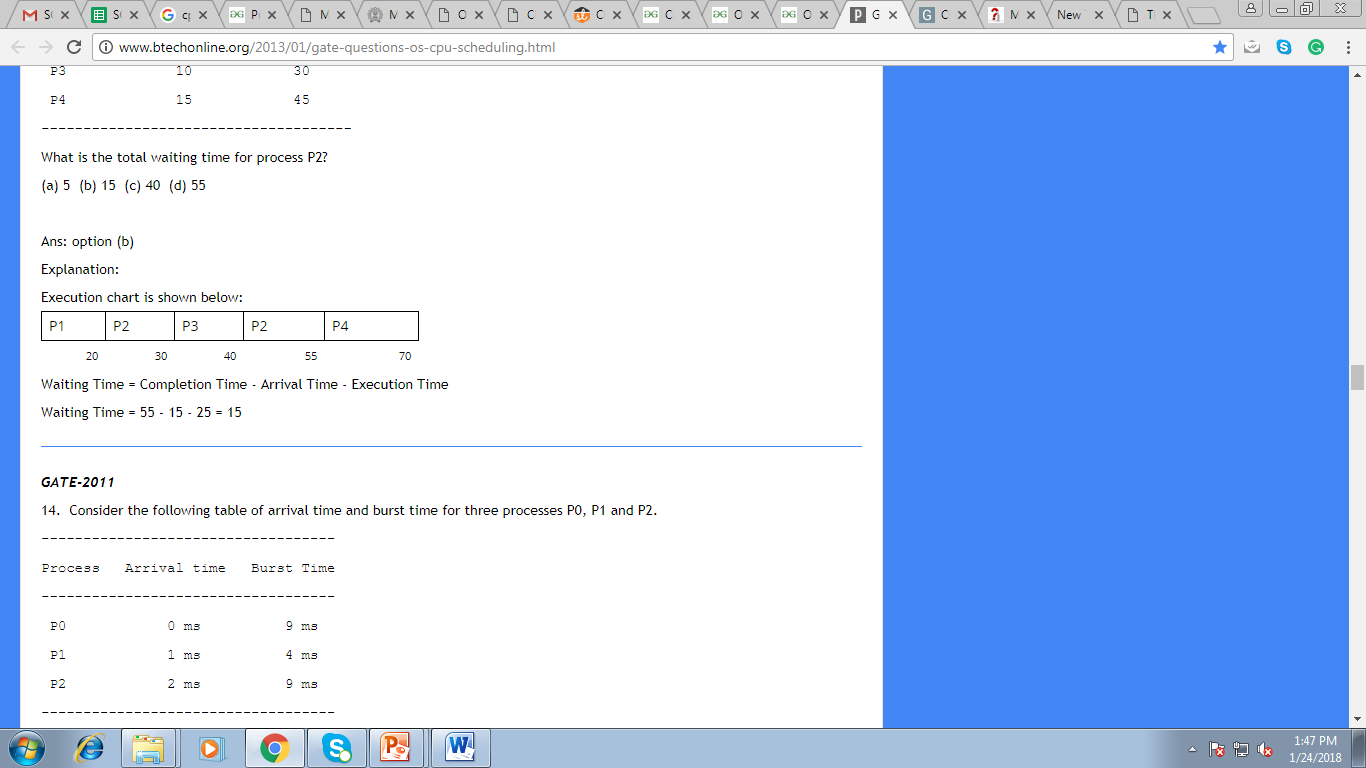 S
S
c
P
M
M
O
C
C
C
O
O
G
C
M
New
T
www.btechonline.org/2013/01/gate-questions-os-cpu-scheduling.html
P3 10 30
P4 15 45
-------------------------------------
What is the total waiting time for process P2?
(a) 5 (b) 15 (c) 40 (d) 55
Ans: option (b)
Explanation:
Execution chart is shown below:
P1 P2 P3 P2 P4
20 30 40 55 70
Waiting Time = Completion Time - Arrival Time - Execution Time
Waiting Time = 55 - 15 - 25 = 15
GATE-2011
14. Consider the following table of arrival time and burst time for three processes P0, P1 and P2.
-----------------------------------
Process Arrival time Burst Time
-----------------------------------
P0 0 ms 9 ms
P1 1 ms 4 ms
P2 2 ms 9 ms
-----------------------------------
1:47 PM
1/24/2018